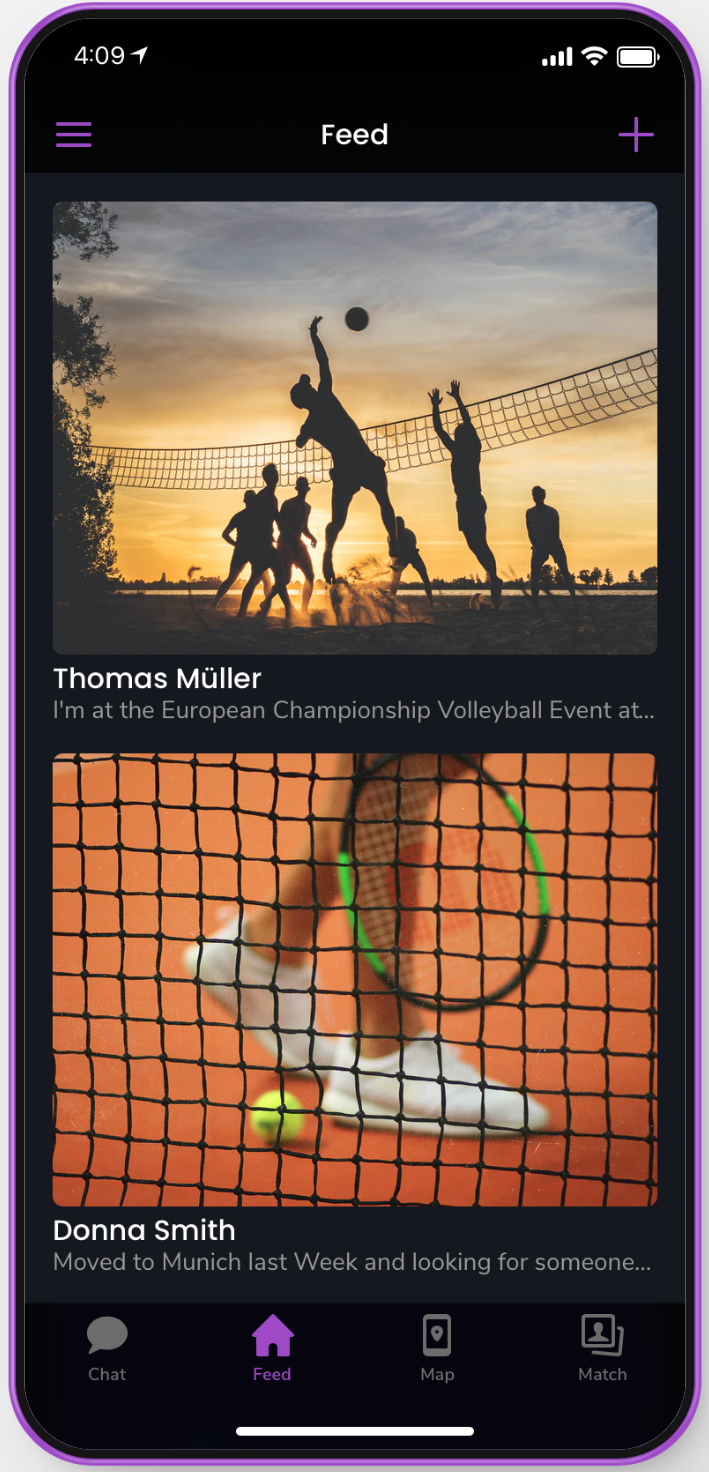 4:09
Feed
Thomas Müller
I'm at the European Championship Volleyball Event at...
Donna Smith
Moved to Munich last Week and looking for someone...
Chat
Feed
Map
Match